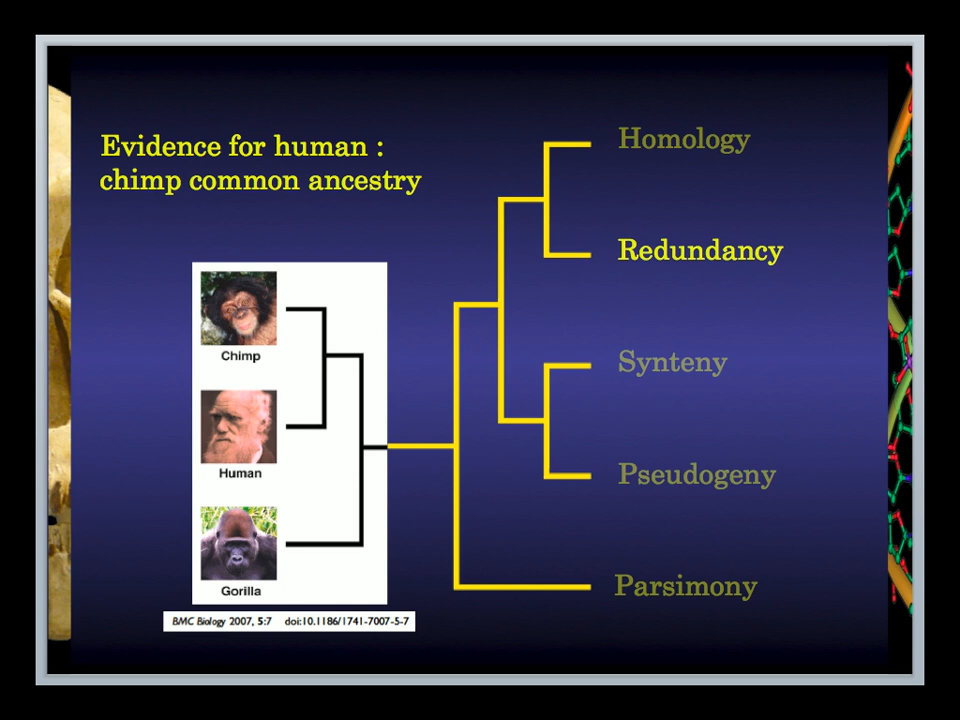 Evidence for human :
chimp common ancestry
Homology
Redundancy
Synteny
Pseudogeny
Parsimony
Chimp
Human
Gorilla
BMC Biology 2007, 5:7 doi:10.1186/1741-7007-5-7